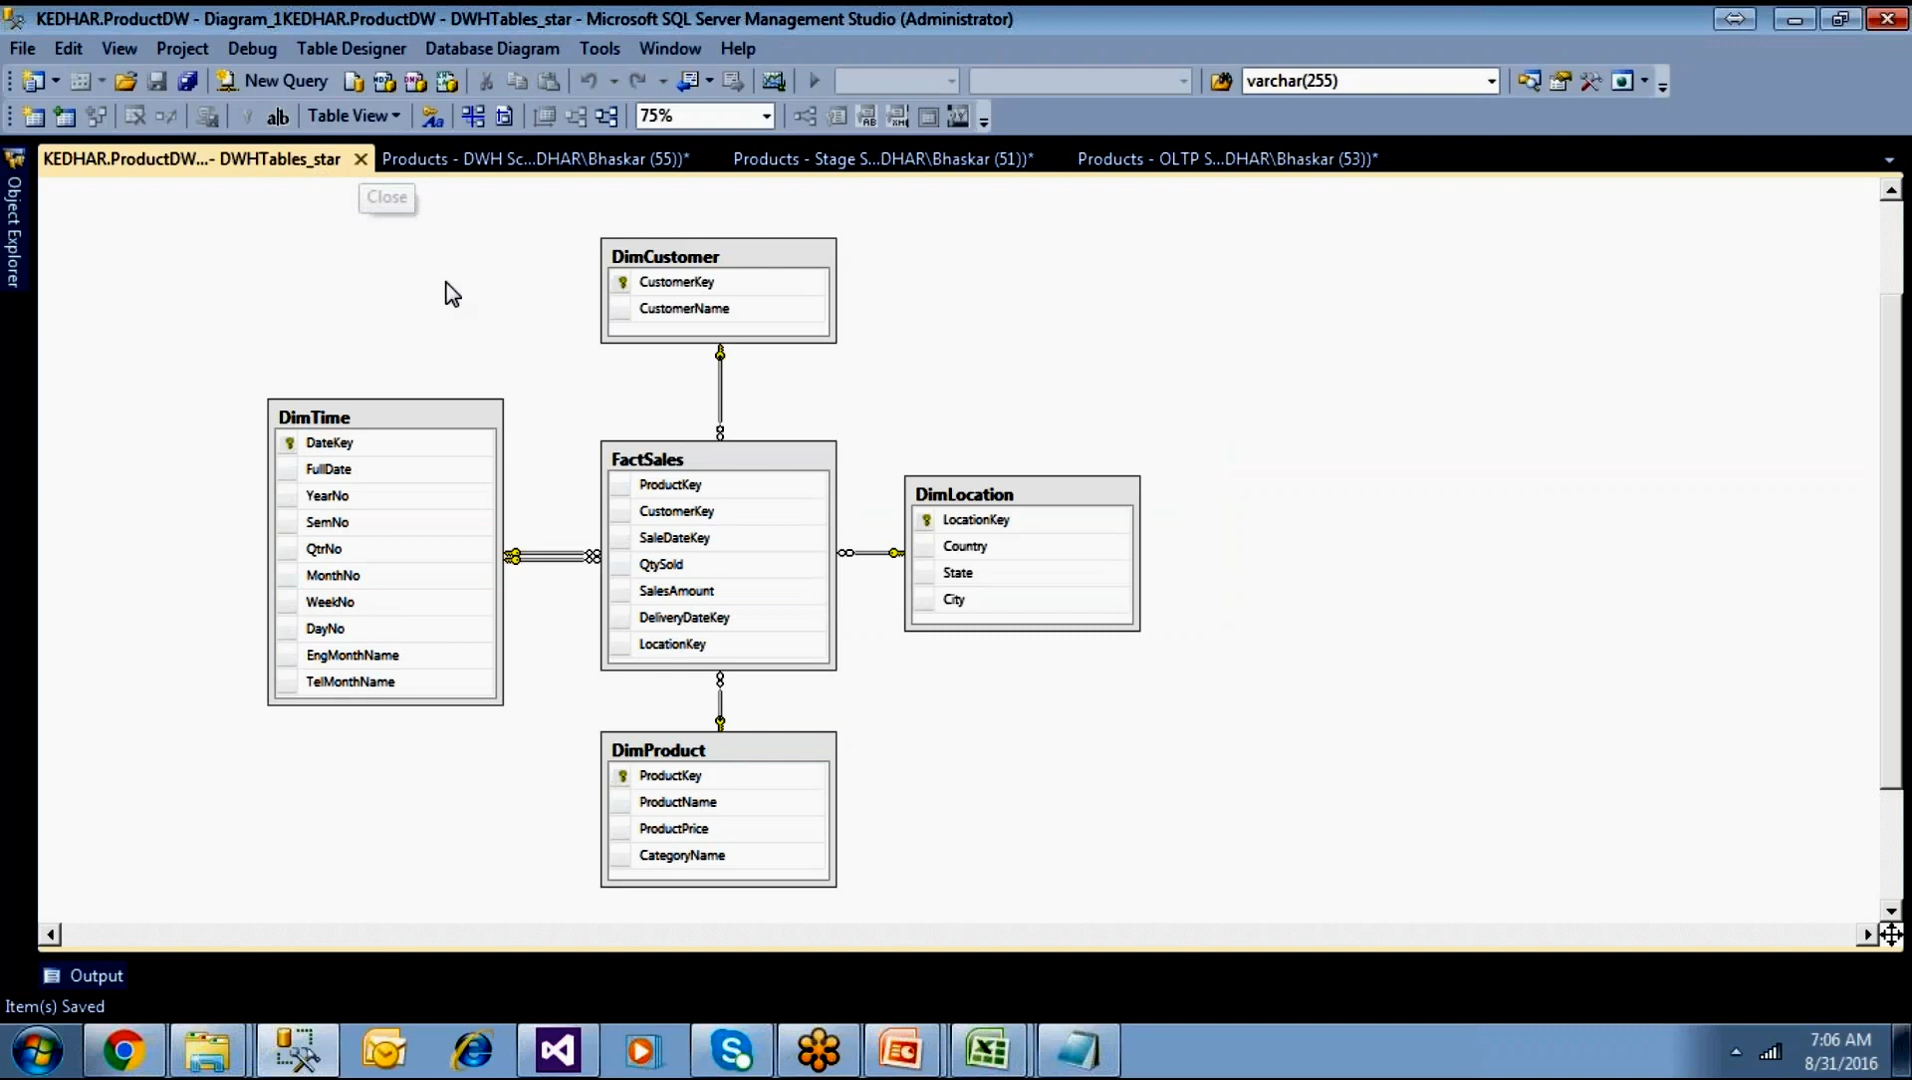 KEDHAR.ProductDW - Diagram_1KEDHAR.ProductDW - DWHTables_star - Microsoft SQL Server Management Studio (Administrator)
File Edit View Project Debug Table Designer Database Diagram Tools Window Help
New Query varchar(255)
Table View 75%
KEDHAR.ProductDW...- DWHTables_star Products - DWH Sc...DHAR\Bhaskar (55))* Products - Stage S...DHAR\Bhaskar (51))* Products - OLTP S...DHAR\Bhaskar (53))*
Object Explorer
Close
DimCustomer
CustomerKey
CustomerName
DimTime
DateKey
FullDate
YearNo
SemNo
QtrNo
MonthNo
WeekNo
DayNo
EngMonthName
TelMonthName
FactSales
ProductKey
CustomerKey
SaleDateKey
QtySold
SalesAmount
DeliveryDateKey
LocationKey
DimLocation
LocationKey
Country
State
City
DimProduct
ProductKey
ProductName
ProductPrice
CategoryName
Output
Item(s) Saved
7:06 AM
8/31/2016